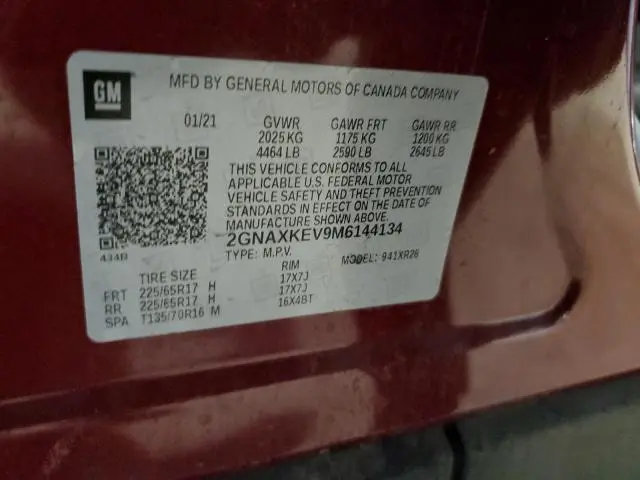 GM
MFD BY GENERAL MOTORS OF CANADA COMPANY
01/21 GVWR GAWR FRT GAWR RR
2025 KG 1175 KG 1200 KG
4464 LB 2590 LB 2645 LB
THIS VEHICLE CONFORMS TO ALL
APPLICABLE U.S. FEDERAL MOTOR
VEHICLE SAFETY AND THEFT PREVENTION
STANDARDS IN EFFECT ON THE DATE OF
MANUFACTURE SHOWN ABOVE.
434B 2GNAXKEV9M6144134
TYPE: M.P.V. MODEL: 941XR26
TIRE SIZE RIM
FRT 225/65R17 H 17X7J
RR 225/65R17 H 17X7J
SPA T135/70R16 M 16X4BT